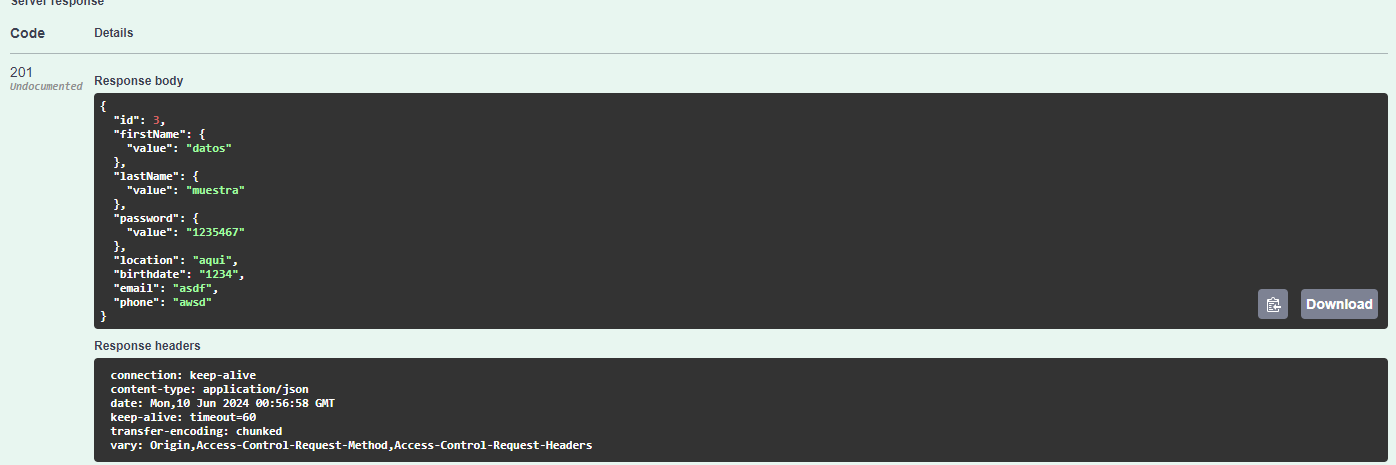 Server response
Code Details
201
Undocumented
Response body
{
  "id": 3,
  "firstName": {
    "value": "datos"
  },
  "lastName": {
    "value": "muestra"
  },
  "password": {
    "value": "1235467"
  },
  "location": "aqui",
  "birthdate": "1234",
  "email": "asdf",
  "phone": "awsd"
}
Download
Response headers
connection: keep-alive
content-type: application/json
date: Mon,10 Jun 2024 00:56:58 GMT
keep-alive: timeout=60
transfer-encoding: chunked
vary: Origin,Access-Control-Request-Method,Access-Control-Request-Headers